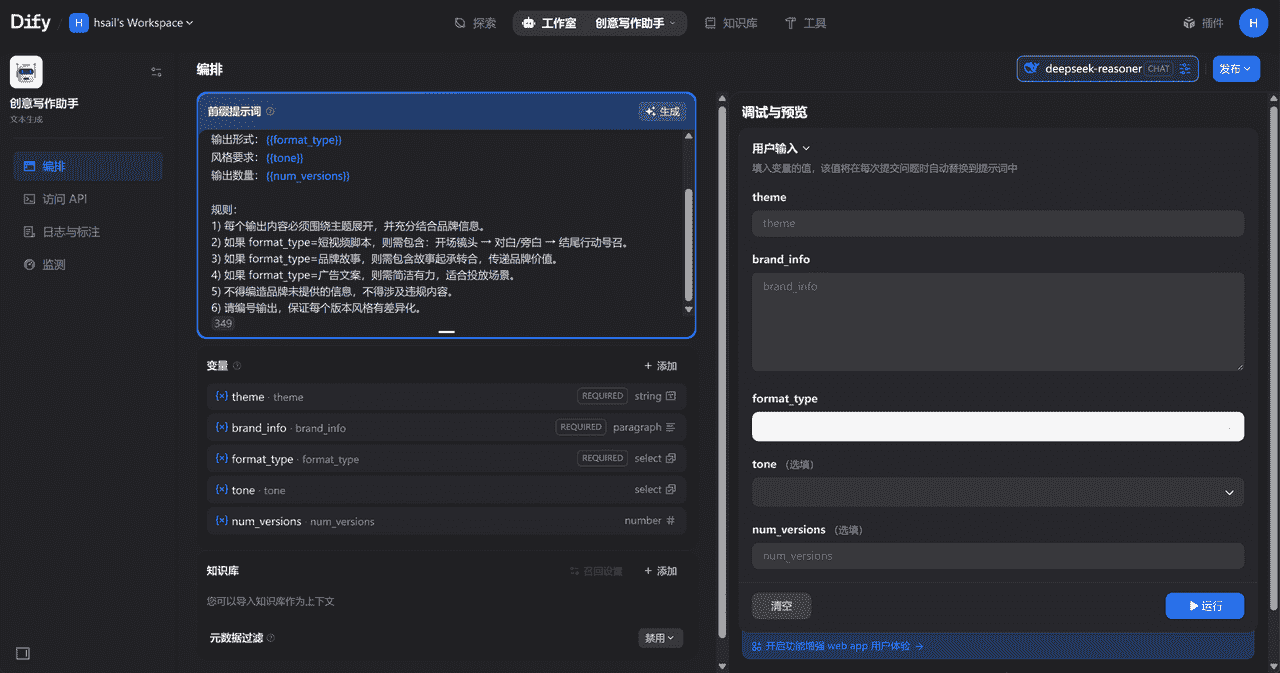 Dify
H
hsail's Workspace
探索
工作室
创意写作助手
知识库
工具
插件
H
创意写作助手
文本生成
编排
访问 API
日志与标注
监测
编排
deepseek-reasoner
CHAT
发布
前缀提示词
生成
输出形式：{{format_type}}
风格要求：{{tone}}
输出数量：{{num_versions}}
规则：
1) 每个输出内容必须围绕主题展开，并充分结合品牌信息。
2) 如果 format_type=短视频脚本，则需包含：开场镜头 → 对白/旁白 → 结尾行动号召。
3) 如果 format_type=品牌故事，则需包含故事起承转合，传递品牌价值。
4) 如果 format_type=广告文案，则需简洁有力，适合投放场景。
5) 不得编造品牌未提供的信息，不得涉及违规内容。
6) 请编号输出，保证每个版本风格有差异化。
349
变量
+ 添加
{x} theme · theme
REQUIRED
string
{x} brand_info · brand_info
REQUIRED
paragraph
{x} format_type · format_type
REQUIRED
select
{x} tone · tone
select
{x} num_versions · num_versions
number #
知识库
召回设置
+ 添加
您可以导入知识库作为上下文
元数据过滤
禁用
调试与预览
用户输入
填入变量的值，该值将在每次提交问题时自动替换到提示词中
theme
theme
brand_info
brand_info
format_type
tone （选填）
num_versions （选填）
num_versions
清空
运行
开启功能增强 web app 用户体验 →